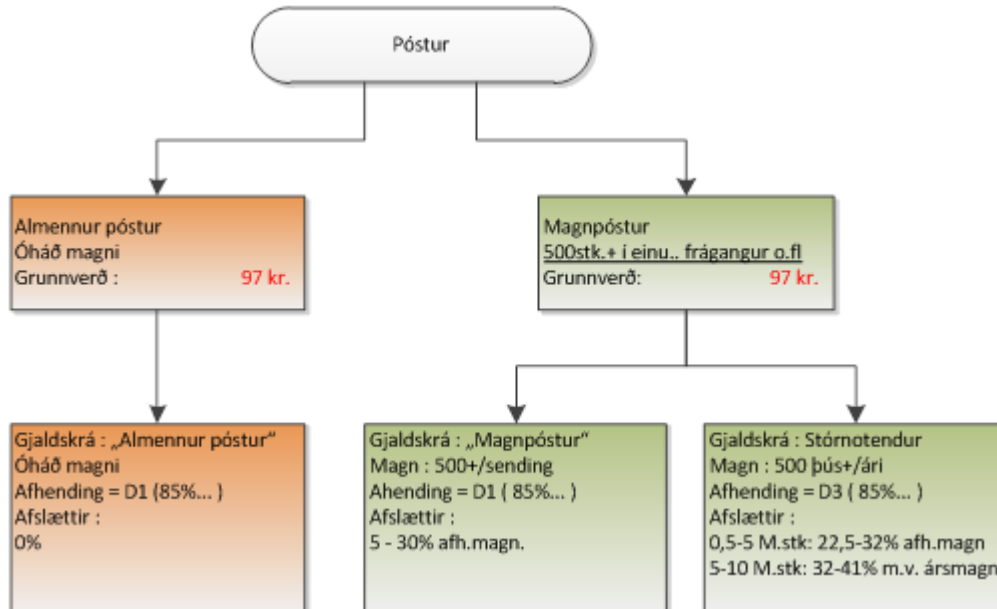 Póstur
Almennur póstur
Óháð magni
Grunnverð : 97 kr.
Magnpóstur
500stk.+ í einu.. frágangur o.fl
Grunnverð: 97 kr.
Gjaldskrá : „Almennur póstur“
Óháð magni
Afhending = D1 (85%... )
Afslættir :
0%
Gjaldskrá : „Magnpóstur“
Magn : 500+/sending
Ahending = D1 ( 85%... )
Afslættir :
5 - 30% afh.magn.
Gjaldskrá : Stórnotendur
Magn : 500 þús+/ári
Afhending = D3 ( 85%... )
Afslættir :
0,5-5 M.stk: 22,5-32% afh.magn
5-10 M.stk: 32-41% m.v. ársmagn